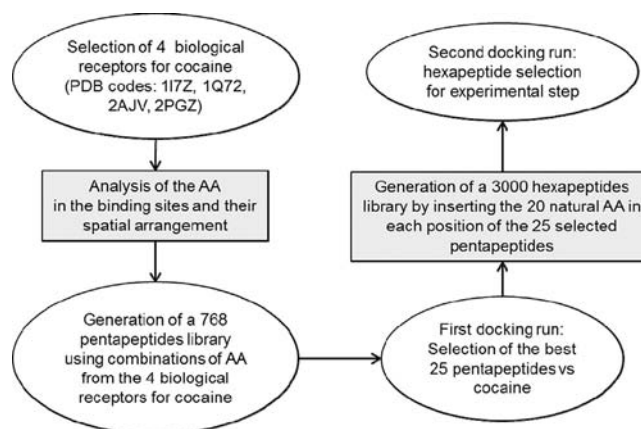 Selection of 4 biological
receptors for cocaine
(PDB codes: 1I7Z, 1Q72,
2AJV, 2PGZ)
Analysis of the AA
in the binding sites and their
spatial arrangement
Generation of a 768
pentapeptides library
using combinations of AA
from the 4 biological
receptors for cocaine
First docking run:
Selection of the best
25 pentapeptides vs
cocaine
Generation of a 3000 hexapeptides
library by inserting the 20 natural AA in
each position of the 25 selected
pentapeptides
Second docking run:
hexapeptide selection
for experimental step